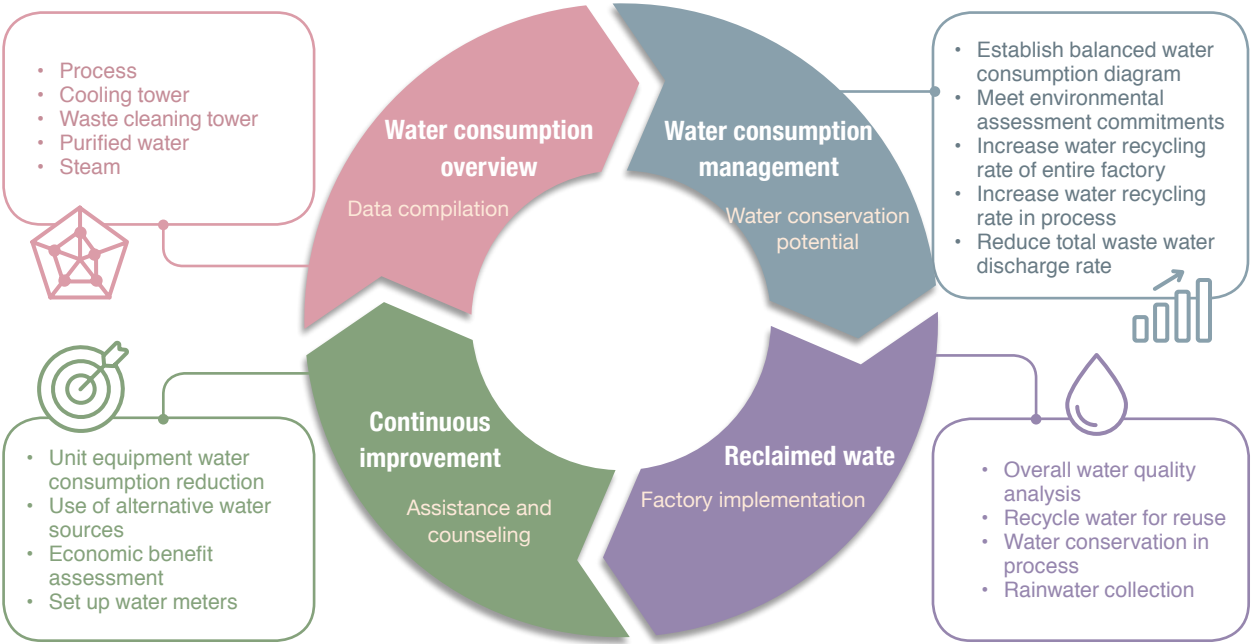 • Process
• Cooling tower
• Waste cleaning tower
• Purified water
• Steam
Water consumption
overview
Data compilation
Water consumption
management
Water conservation
potential
• Establish balanced water
consumption diagram
• Meet environmental
assessment commitments
• Increase water recycling
rate of entire factory
• Increase water recycling
rate in process
• Reduce total waste water
discharge rate
Continuous
improvement
Assistance and
counseling
• Unit equipment water
consumption reduction
• Use of alternative water
sources
• Economic benefit
assessment
• Set up water meters
Reclaimed wate
Factory implementation
• Overall water quality
analysis
• Recycle water for reuse
• Water conservation in
process
• Rainwater collection